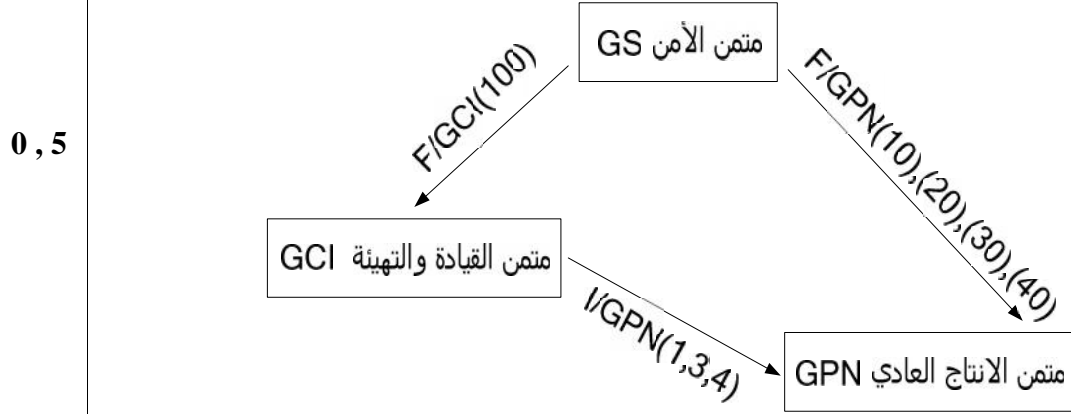 متمن الأمن GS
F/GCI(100)
F/GPN(10),(20),(30),(40)
0 , 5
متمن القيادة والتهيئة GCI
I/GPN(1,3,4)
متمن الانتاج العادي GPN